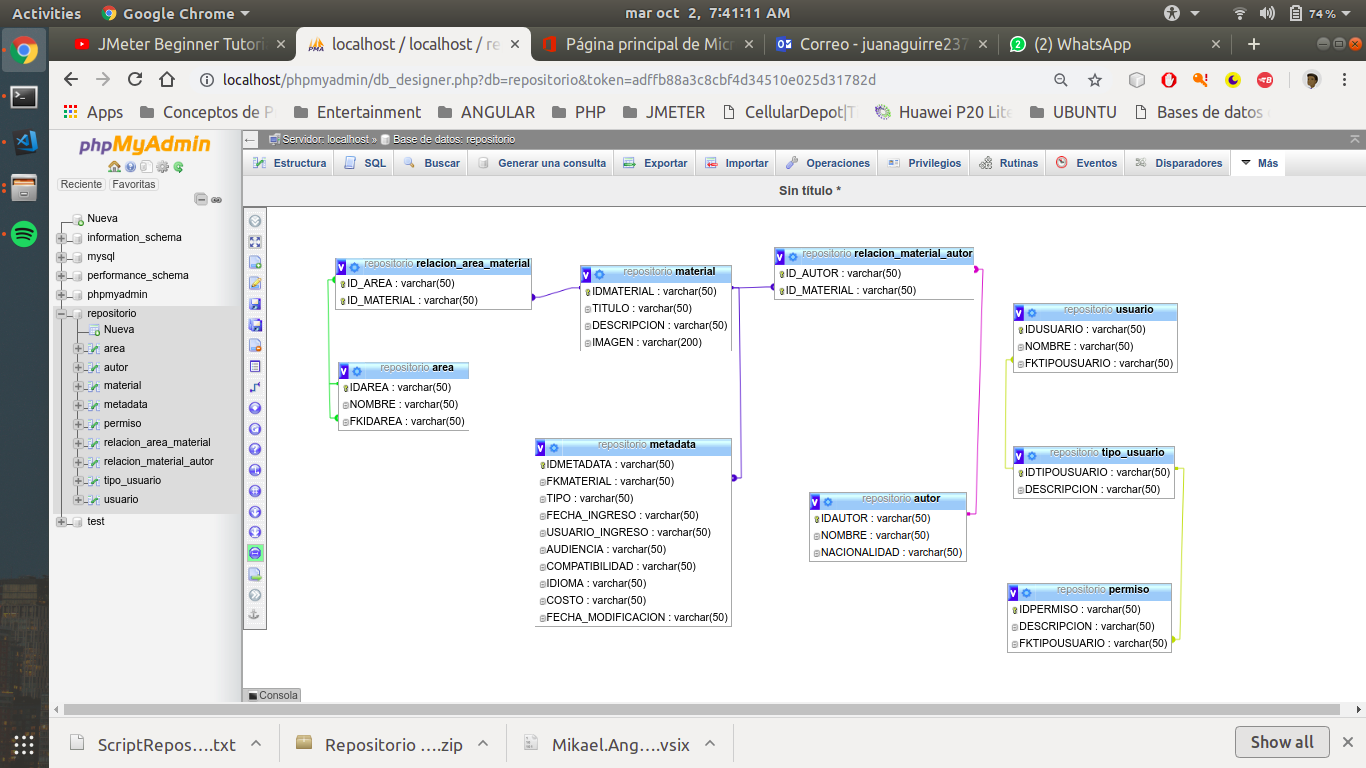 Activities Google Chrome mar oct 2, 7:41:11 AM 74 %
JMeter Beginner Tutori localhost / localhost / re Página principal de Micr Correo - juanaguirre237 (2) WhatsApp
localhost/phpmyadmin/db_designer.php?db=repositorio&token=adffb88a3c8cbf4d34510e025d31782d
Apps Conceptos de P Entertainment ANGULAR PHP JMETER CellularDepot|T Huawei P20 Lite UBUNTU Bases de datos
phpMyAdmin
Reciente Favoritas
Nueva
information_schema
mysql
performance_schema
phpmyadmin
repositorio
Nueva
area
autor
material
metadata
permiso
relacion_area_material
relacion_material_autor
tipo_usuario
usuario
test
Servidor: localhost » Base de datos: repositorio
Estructura SQL Buscar Generar una consulta Exportar Importar Operaciones Privilegios Rutinas Eventos Disparadores Más
Sin título *
repositorio relacion_area_material
ID_AREA : varchar(50)
ID_MATERIAL : varchar(50)
repositorio material
IDMATERIAL : varchar(50)
TITULO : varchar(50)
DESCRIPCION : varchar(50)
IMAGEN : varchar(200)
repositorio relacion_material_autor
ID_AUTOR : varchar(50)
ID_MATERIAL : varchar(50)
repositorio usuario
IDUSUARIO : varchar(50)
NOMBRE : varchar(50)
FKTIPOUSUARIO : varchar(50)
repositorio area
IDAREA : varchar(50)
NOMBRE : varchar(50)
FKIDAREA : varchar(50)
repositorio metadata
IDMETADATA : varchar(50)
FKMATERIAL : varchar(50)
TIPO : varchar(50)
FECHA_INGRESO : varchar(50)
USUARIO_INGRESO : varchar(50)
AUDIENCIA : varchar(50)
COMPATIBILIDAD : varchar(50)
IDIOMA : varchar(50)
COSTO : varchar(50)
FECHA_MODIFICACION : varchar(50)
repositorio autor
IDAUTOR : varchar(50)
NOMBRE : varchar(50)
NACIONALIDAD : varchar(50)
repositorio tipo_usuario
IDTIPOUSUARIO : varchar(50)
DESCRIPCION : varchar(50)
repositorio permiso
IDPERMISO : varchar(50)
DESCRIPCION : varchar(50)
FKTIPOUSUARIO : varchar(50)
Consola
ScriptRepos....txt Repositorio ....zip Mikael.Ang....vsix Show all